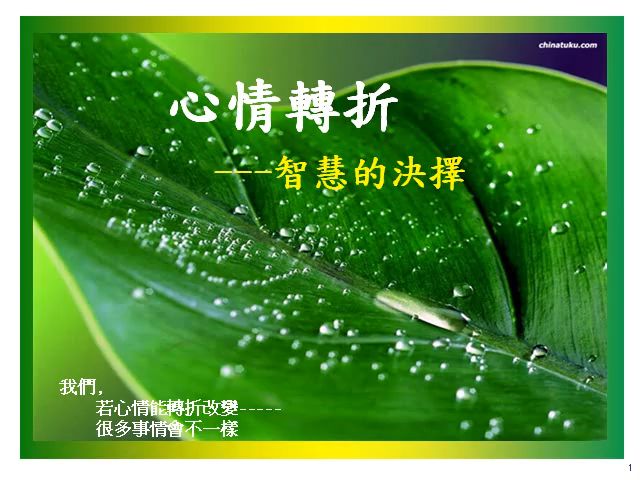 chinatuku.com
心情轉折
---智慧的決擇
我們,
若心情能轉折改變-----
很多事情會不一樣
1